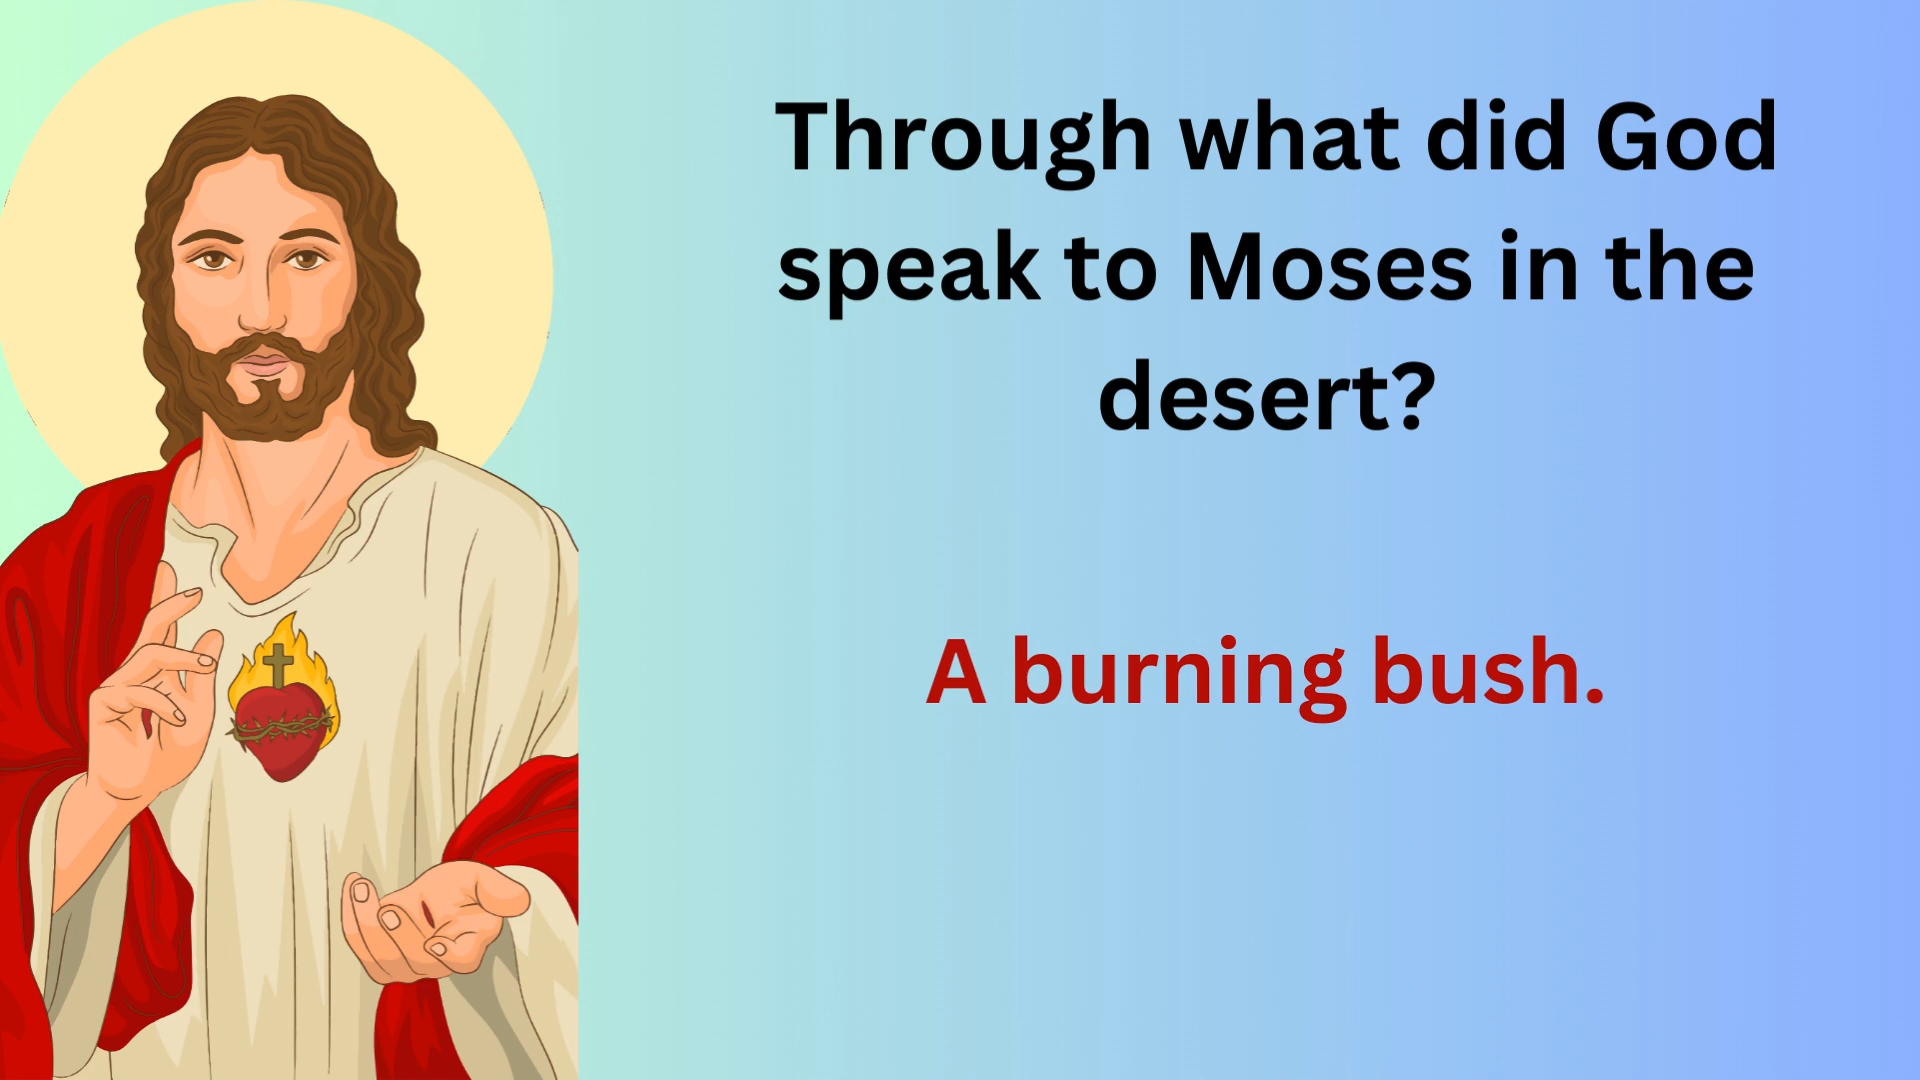 Through what did God
speak to Moses in the
desert?
A burning bush.